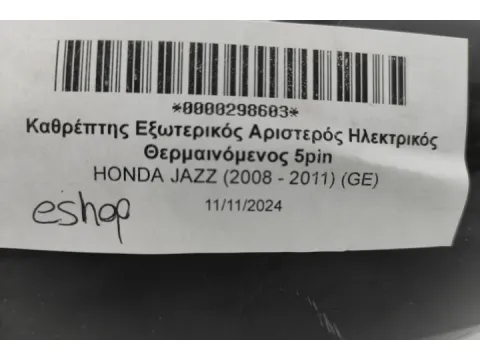 *0000298603*
Καθρέπτης Εξωτερικός Αριστερός Ηλεκτρικός
Θερμαινόμενος 5pin
HONDA JAZZ (2008 - 2011) (GE)
11/11/2024
eshop